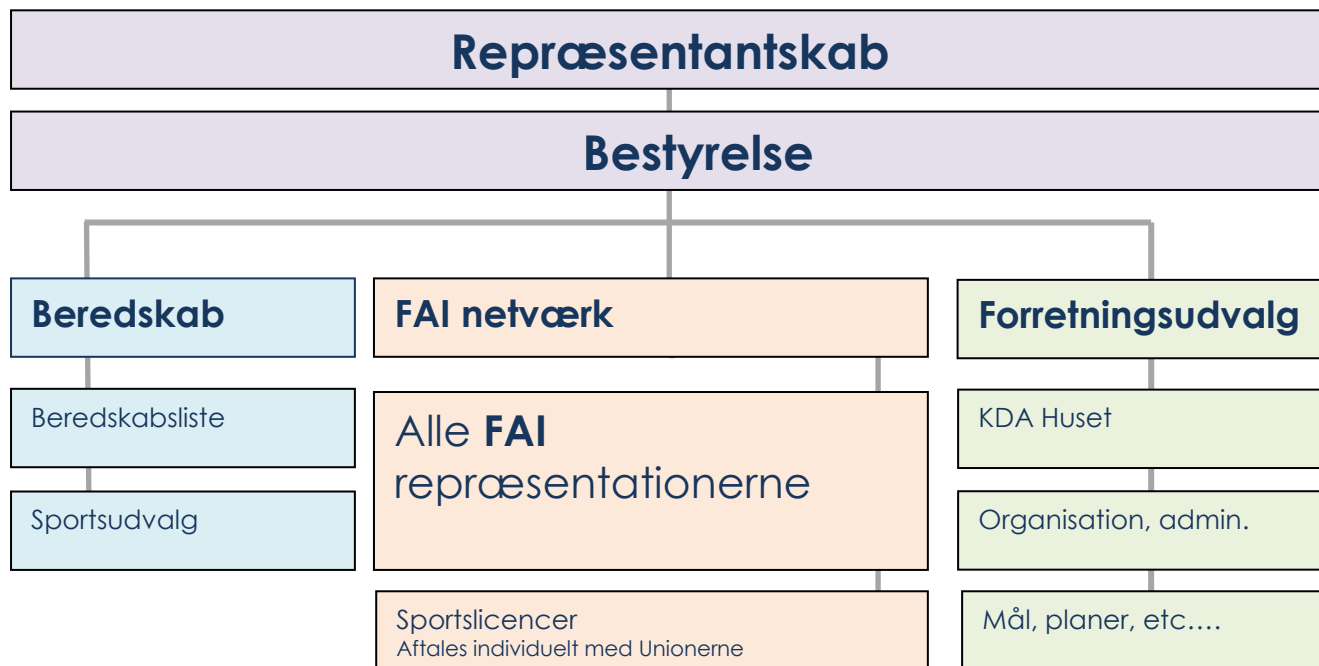 Repræsentantskab
Bestyrelse
Beredskab
Beredskabsliste
Sportsudvalg
FAI netværk
Alle FAI
repræsentationerne
Sportslicencer
Aftales individuelt med Unionerne
Forretningsudvalg
KDA Huset
Organisation, admin.
Mål, planer, etc....